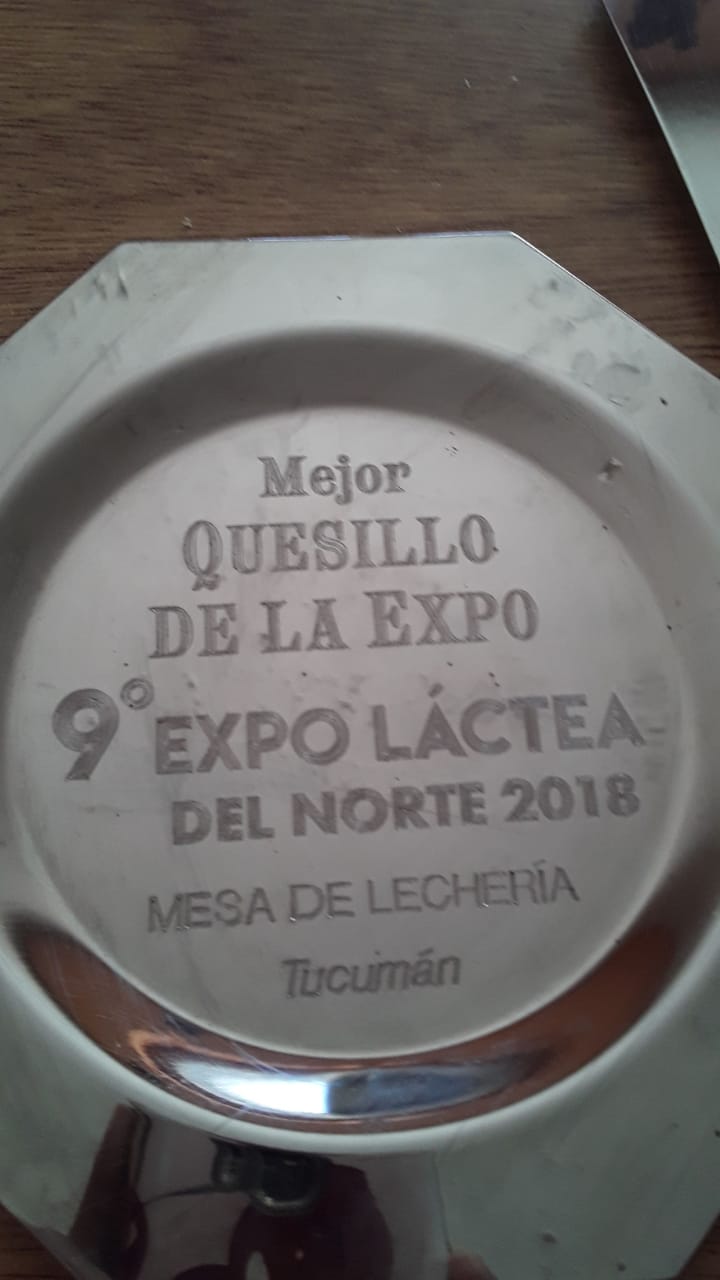 Mejor
QUESILLO
DE LA EXPO
9° EXPO LÁCTEA
DEL NORTE 2018
MESA DE LECHERÍA
Tucumán